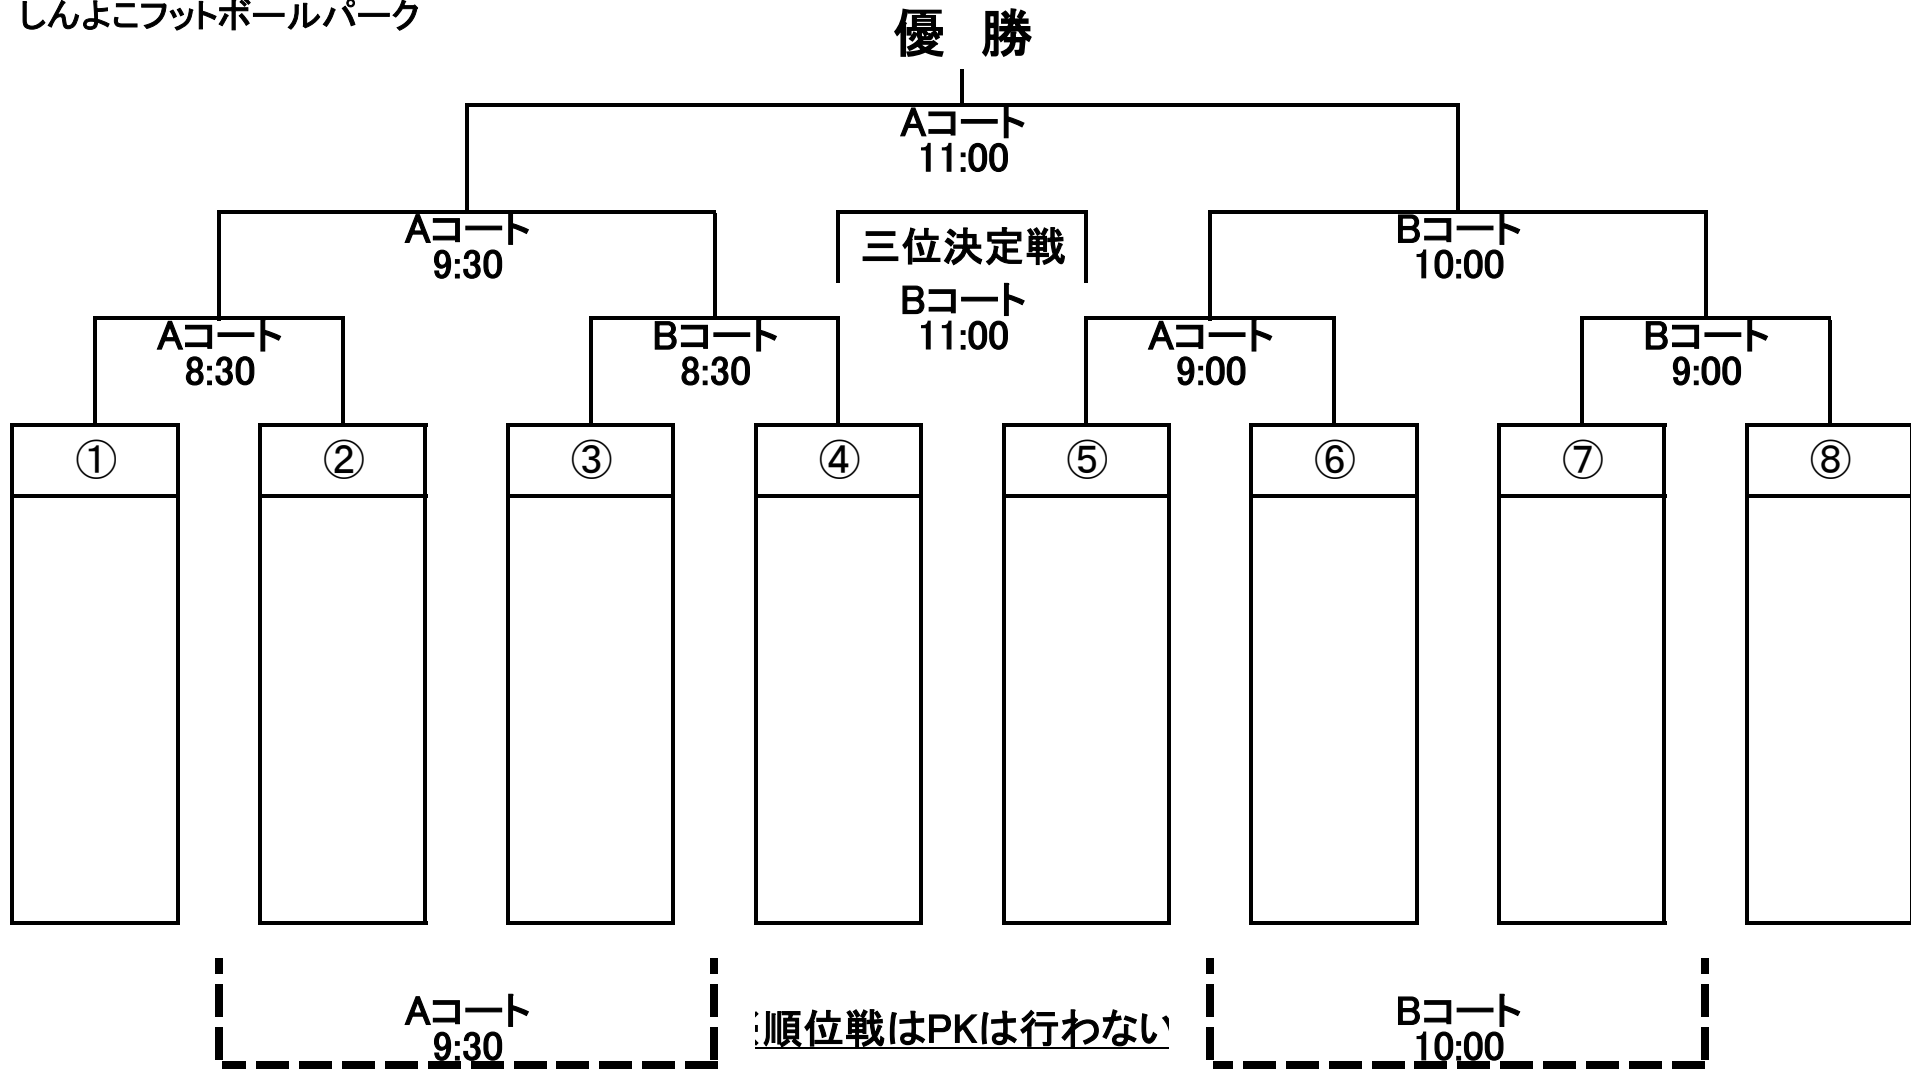 しんよこフットボールパーク
優　勝
Aコート
11:00
Aコート
9:30
三位決定戦
Bコート
11:00
Bコート
10:00
Aコート
8:30
Bコート
8:30
Aコート
9:00
Bコート
9:00
① ② ③ ④ ⑤ ⑥ ⑦ ⑧
Aコート
9:30
順位戦はPKは行わない
Bコート
10:00